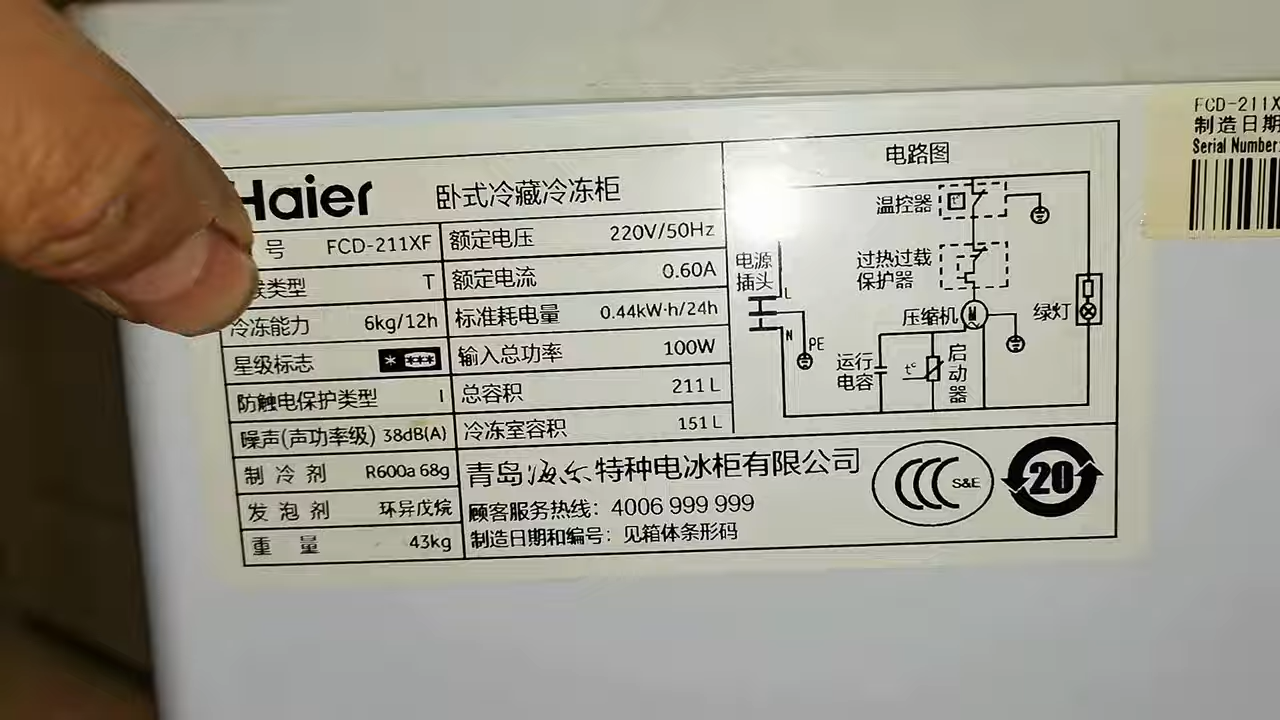 Haier 卧式冷藏冷冻柜
号 FCD-211XF 额定电压 220V/50Hz
类型 T 额定电流 0.60A
冷冻能力 6kg/12h 标准耗电量 0.44kW·h/24h
星级标志 * *** 输入总功率 100W
防触电保护类型 I 总容积 211L
噪声(声功率级) 38dB(A) 冷冻室容积 151L
制冷剂 R600a 68g
发泡剂 环异戊烷
重量 43kg
青岛海尔特种电冰柜有限公司
顾客服务热线: 4006 999 999
制造日期和编号: 见箱体条形码
S&E
20
电路图
温控器
过热过载
保护器
电源
插头
L
N
PE
压缩机
M
绿灯
运行
电容
t°
启动器
FCD-211X
制造日期
Serial Number: